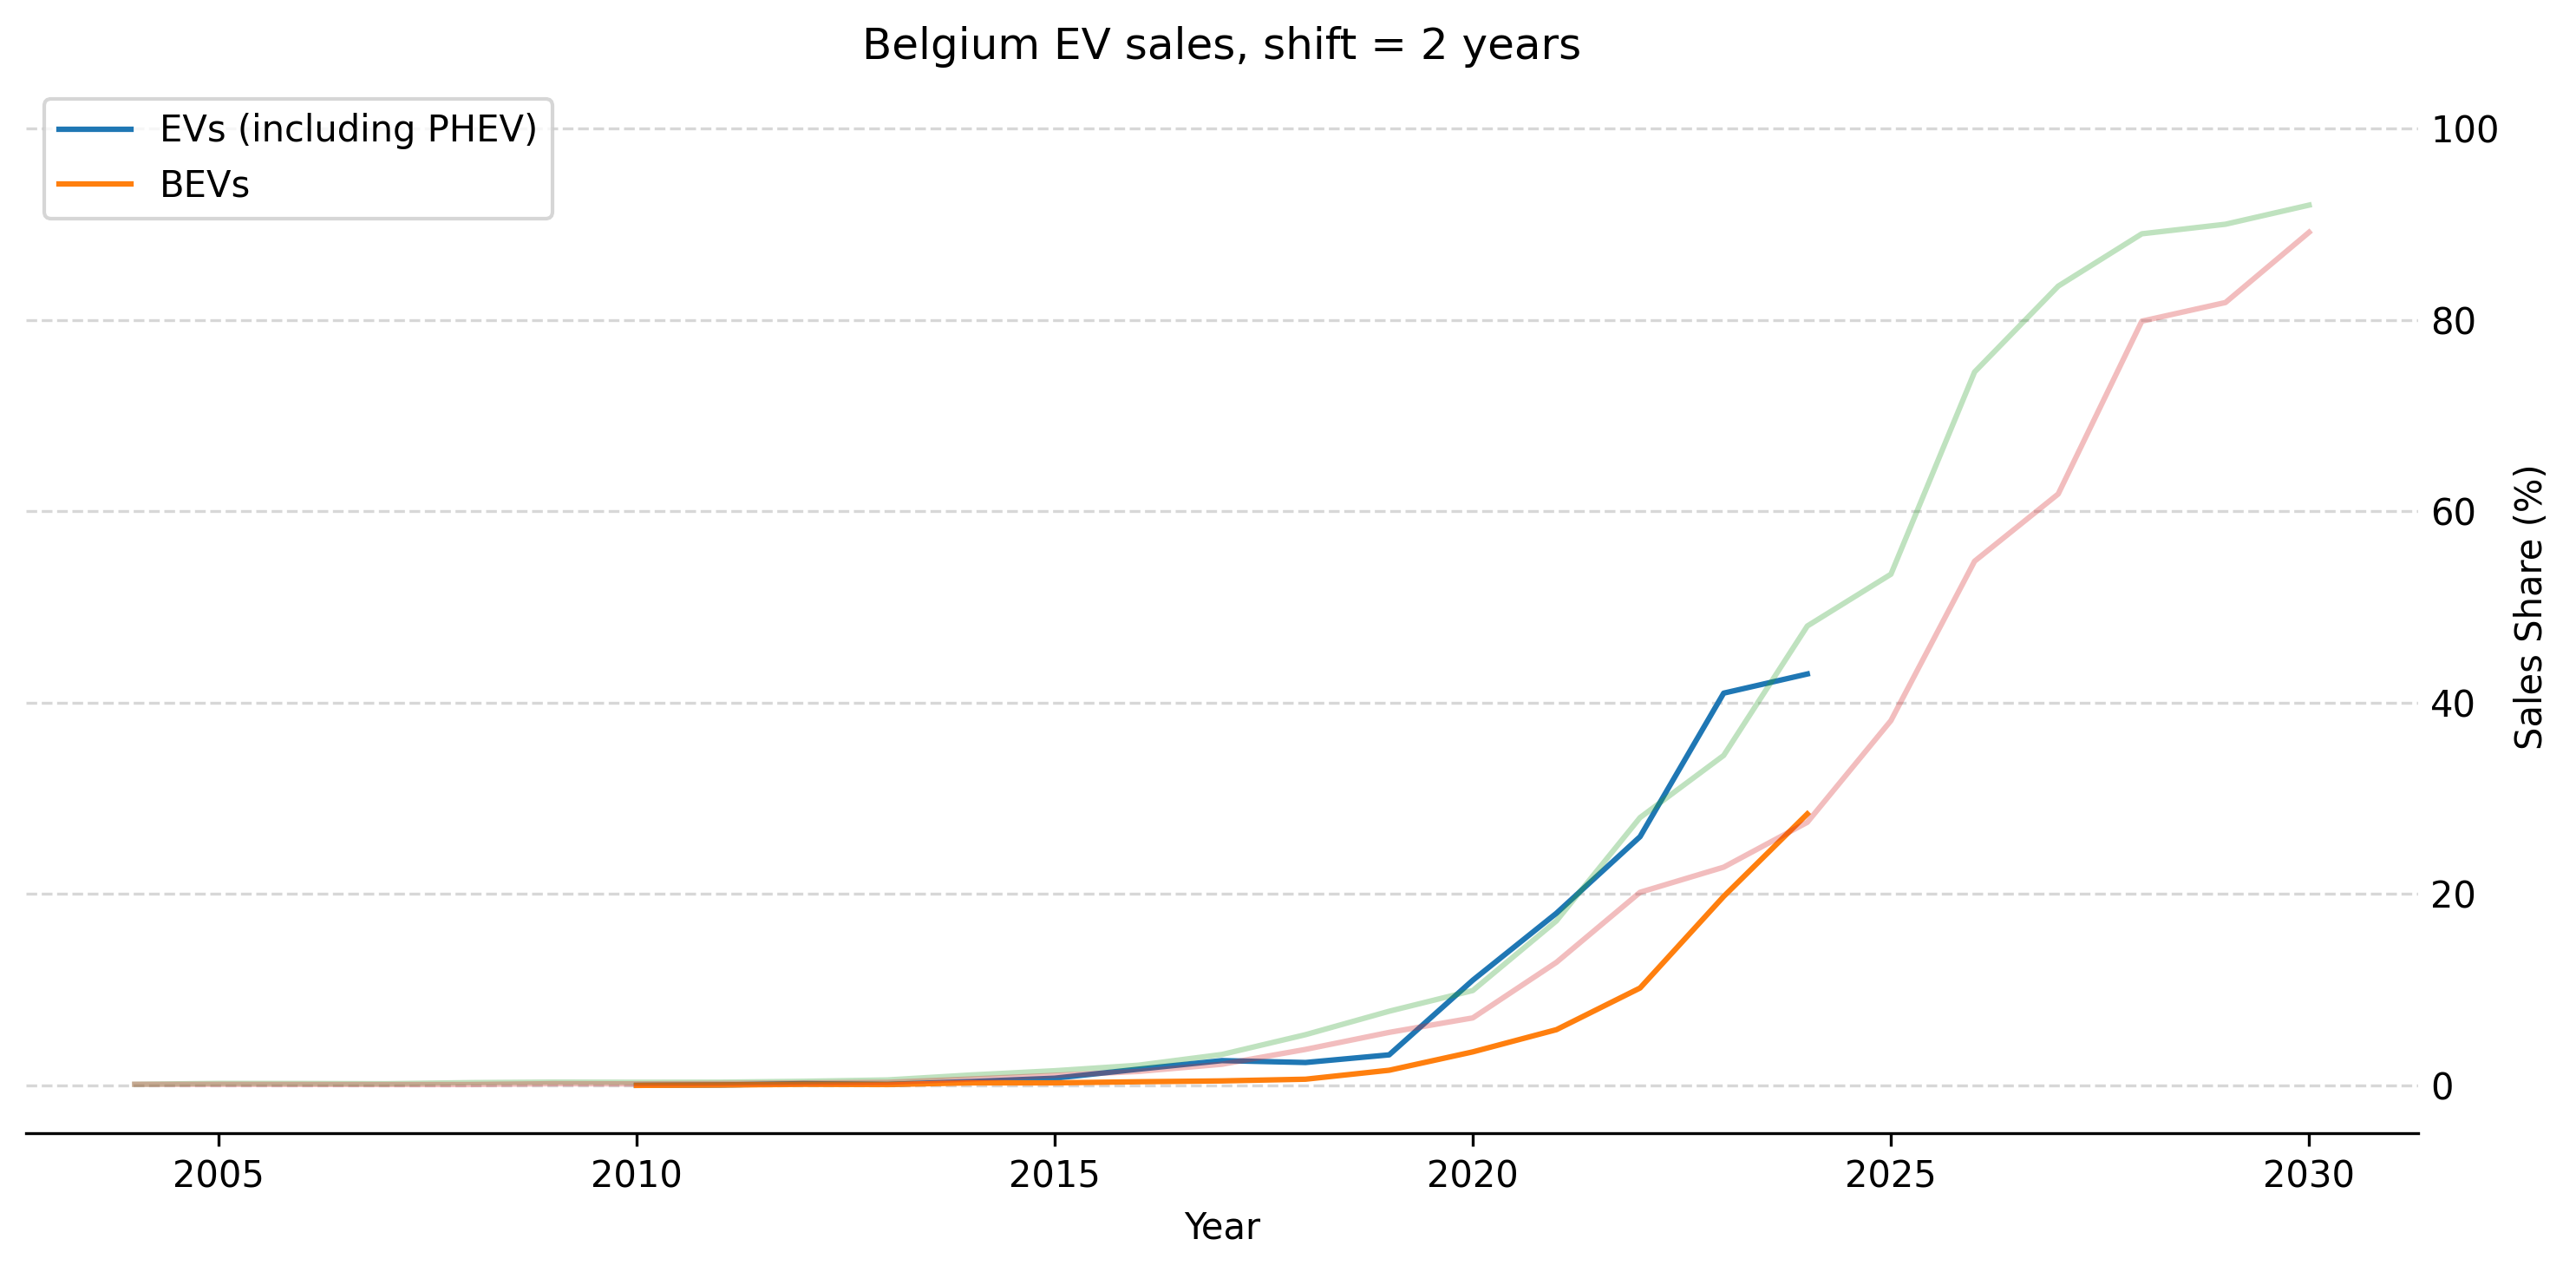 Belgium EV sales, shift = 2 years
EVs (including PHEV)
BEVs
100
80
60
40
20
0
Sales Share (%)
2005 2010 2015 2020 2025 2030
Year